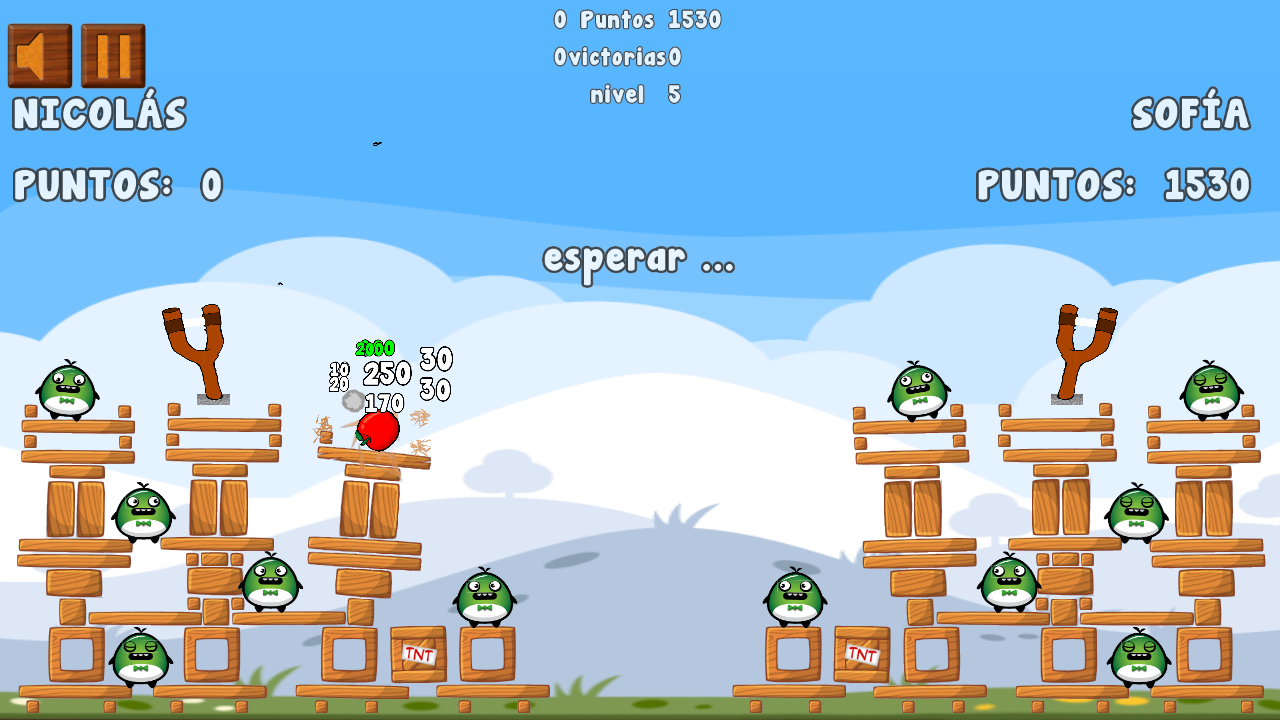 0 Puntos 1530
0victorias0
nivel 5
NICOLÁS
SOFÍA
PUNTOS: 0
PUNTOS: 1530
esperar ...
2000
10
250
30
20
30
170
TNT
TNT